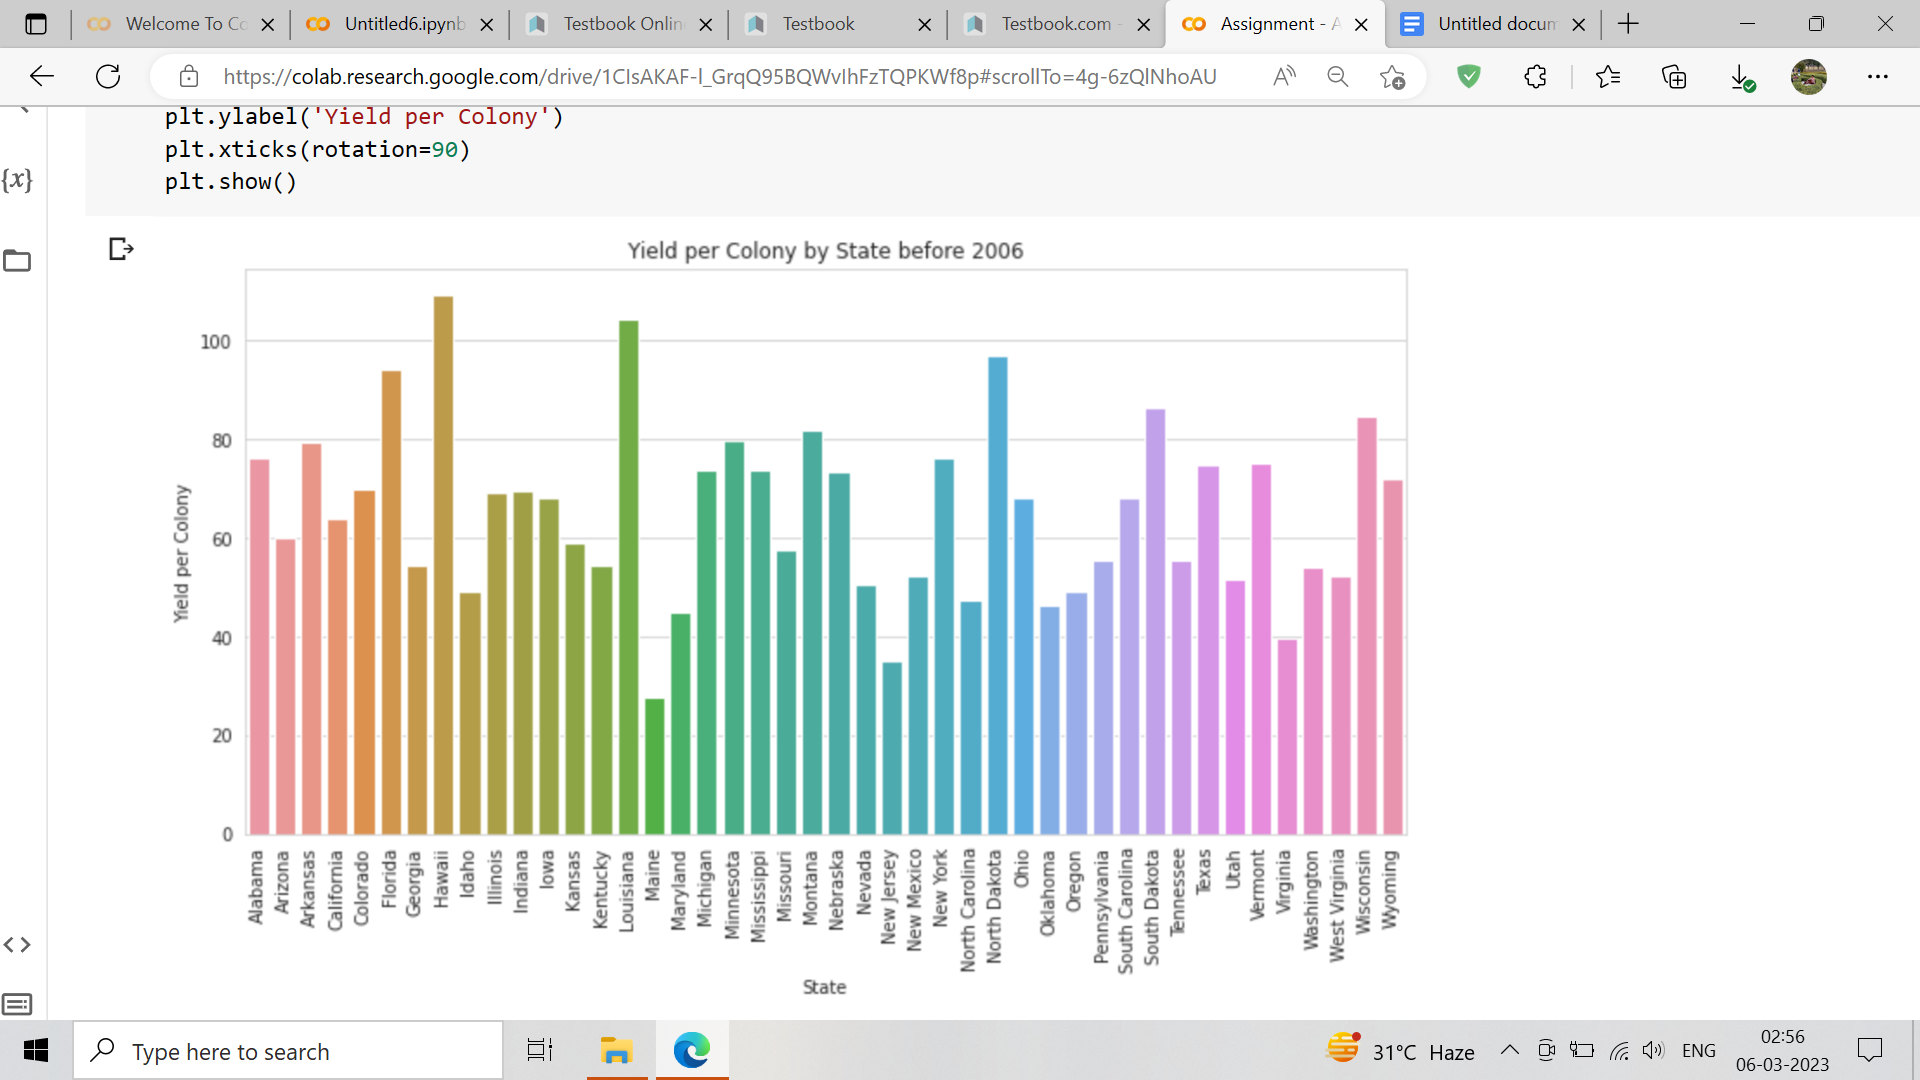 Welcome To Co
Untitled6.ipynb
Testbook Onlin
Testbook
Testbook.com -
Assignment - A
Untitled docum
https://colab.research.google.com/drive/1CIsAKAF-l_GrqQ95BQWvIhFzTQPKWf8p#scrollTo=4g-6zQlNhoAU
plt.ylabel('Yield per Colony')
plt.xticks(rotation=90)
plt.show()
{x}
Yield per Colony by State before 2006
Yield per Colony
100
80
60
40
20
0
Alabama
Arizona
Arkansas
California
Colorado
Florida
Georgia
Hawaii
Idaho
Illinois
Indiana
Iowa
Kansas
Kentucky
Louisiana
Maine
Maryland
Michigan
Minnesota
Mississippi
Missouri
Montana
Nebraska
Nevada
New Jersey
New Mexico
New York
North Carolina
North Dakota
Ohio
Oklahoma
Oregon
Pennsylvania
South Carolina
South Dakota
Tennessee
Texas
Utah
Vermont
Virginia
Washington
West Virginia
Wisconsin
Wyoming
State
Type here to search
31°C Haze
ENG
02:56
06-03-2023